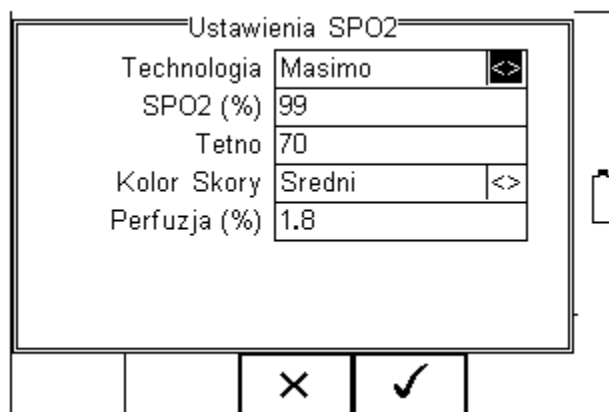 Ustawienia SPO2
Technologia Masimo <>
SPO2 (%) 99
Tetno 70
Kolor Skory Sredni <>
Perfuzja (%) 1.8